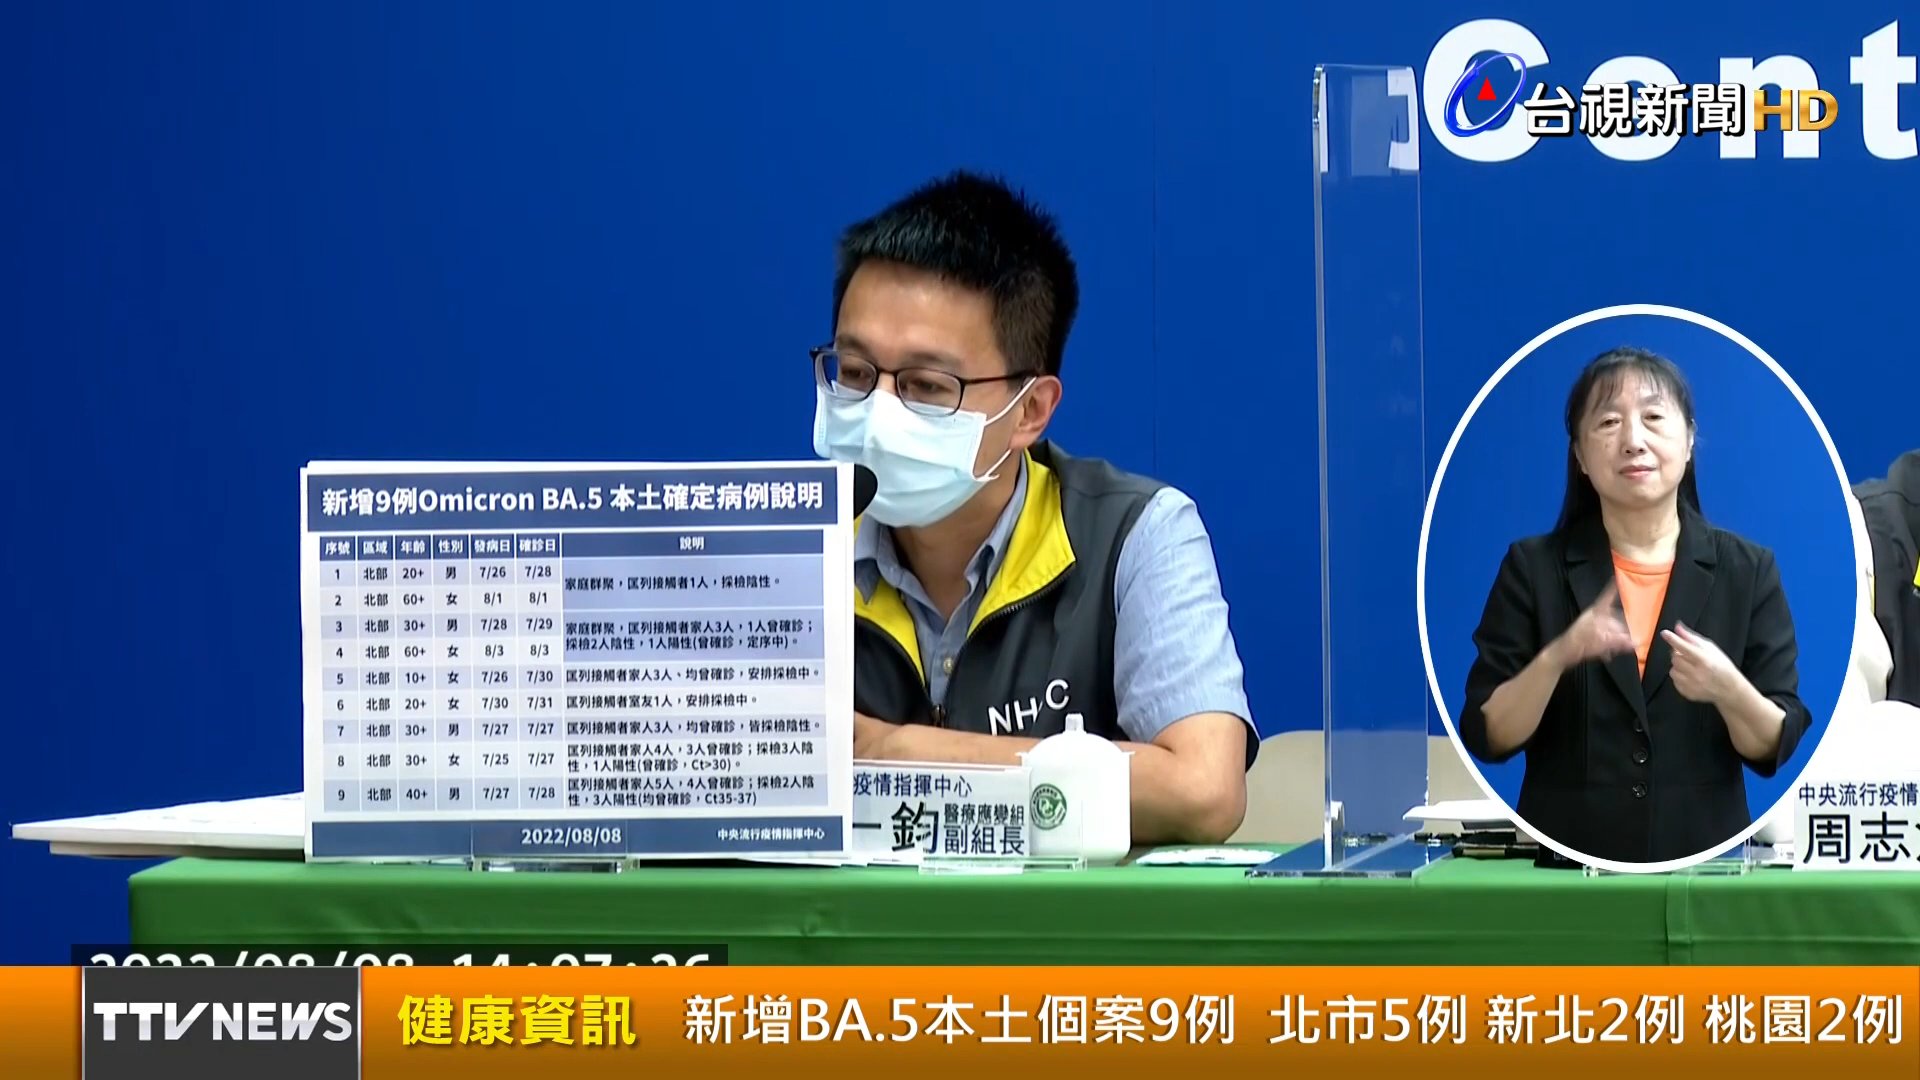 Cont
台視新聞HD
新增9例Omicron BA.5 本土確定病例說明
序號 區域 年齡 性別 發病日 確診日 說明
1 北部 20+ 男 7/26 7/28 家庭群聚，匡列接觸者1人，採檢陰性。
2 北部 60+ 女 8/1 8/1
3 北部 30+ 男 7/28 7/29 家庭群聚，匡列接觸者家人3人，1人曾確診；
採檢2人陰性，1人陽性(曾確診，定序中)。
4 北部 60+ 女 8/3 8/3
5 北部 10+ 女 7/26 7/30 匡列接觸者家人3人、均曾確診，安排採檢中。
6 北部 20+ 女 7/30 7/31 匡列接觸者室友1人，安排採檢中。
7 北部 30+ 男 7/27 7/27 匡列接觸者家人3人，均曾確診，皆採檢陰性。
8 北部 30+ 女 7/25 7/27 匡列接觸者家人4人，3人曾確診；採檢3人陰
性，1人陽性(曾確診，Ct>30)。
9 北部 40+ 男 7/27 7/28 匡列接觸者家人5人，4人曾確診；採檢2人陰
性，3人陽性(均曾確診，Ct35-37)
2022/08/08 中央流行疫情指揮中心
NH C
疫情指揮中心
一鈞 醫療應變組
副組長
中央流行疫情
周志
2022/08/08 14:07:26
TTV NEWS 健康資訊 新增BA.5本土個案9例 北市5例 新北2例 桃園2例